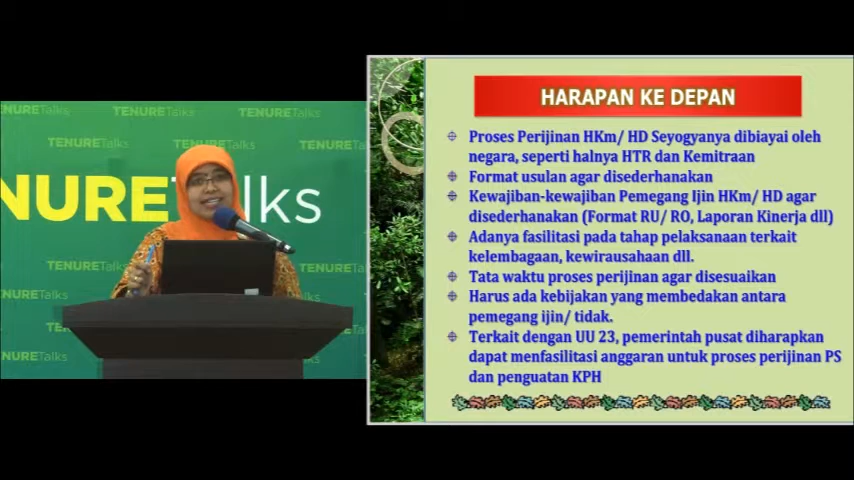 TENURETalks TENURETalks TENURETalks
TENURETalks TENURETalks
NURETalks
TENURETalks
TENURETalks
TENURETalks
TENURETalks
HARAPAN KE DEPAN
Proses Perijinan HKm/ HD Seyogyanya dibiayai oleh
negara, seperti halnya HTR dan Kemitraan
Format usulan agar disederhanakan
Kewajiban-kewajiban Pemegang Ijin HKm/ HD agar
disederhanakan (Format RU/ RO, Laporan Kinerja dll)
Adanya fasilitasi pada tahap pelaksanaan terkait
kelembagaan, kewirausahaan dll.
Tata waktu proses perijinan agar disesuaikan
Harus ada kebijakan yang membedakan antara
pemegang ijin/ tidak.
Terkait dengan UU 23, pemerintah pusat diharapkan
dapat menfasilitasi anggaran untuk proses perijinan PS
dan penguatan KPH